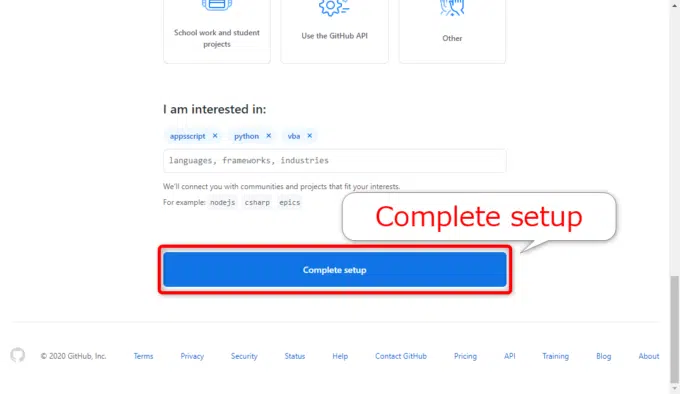 School work and student
projects
Use the GitHub API
Other
I am interested in:
appsscript ×
python ×
vba ×
languages, frameworks, industries
We'll connect you with communities and projects that fit your interests.
For example: nodejs csharp epics
Complete setup
Complete setup
© 2020 GitHub, Inc.
Terms
Privacy
Security
Status
Help
Contact GitHub
Pricing
API
Training
Blog
About